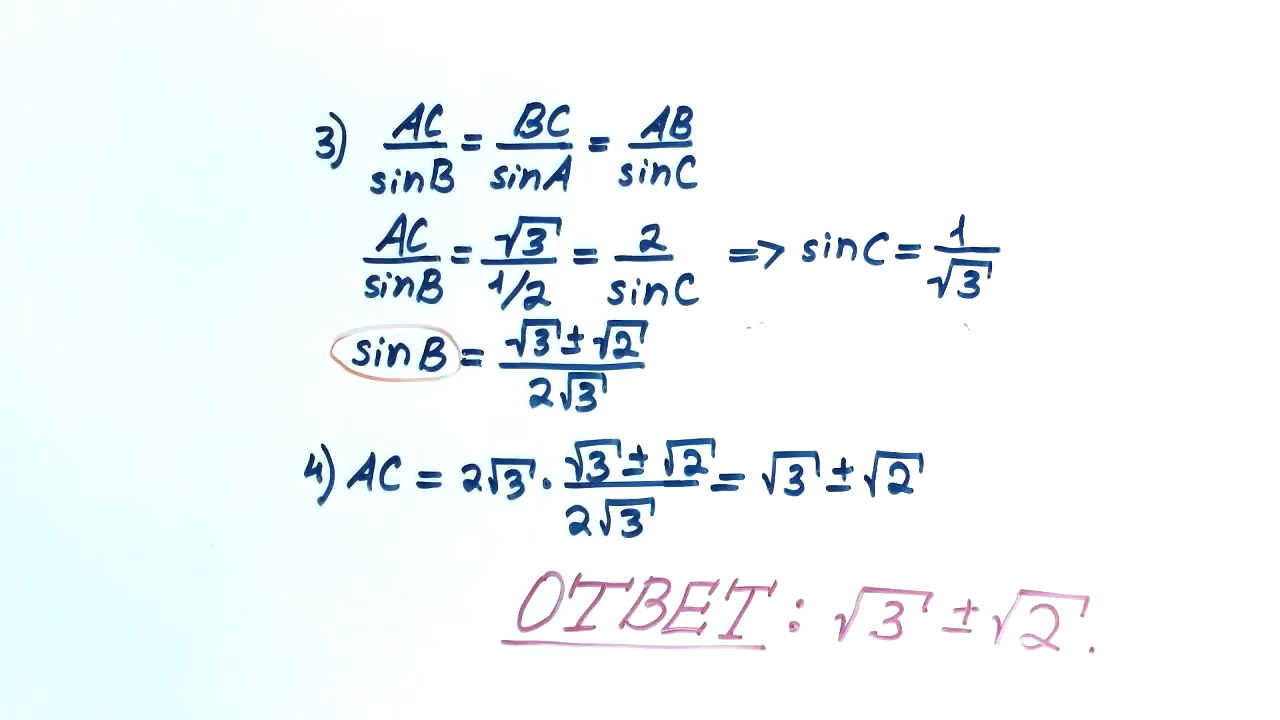 3) AC/sinB = BC/sinA = AB/sinC
AC/sinB = √3/1/2 = 2/sinC => sinC = 1/√3
sinB = √3±√2/2√3
4) AC = 2√3 · √3±√2/2√3 = √3±√2
ОТВЕТ: √3±√2.